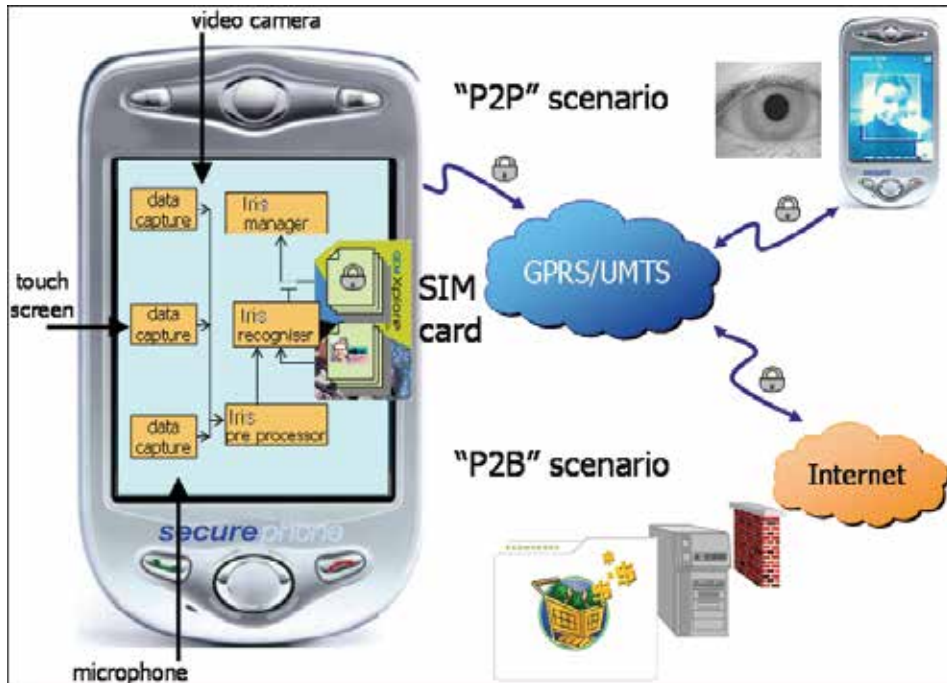 video camera
"P2P" scenario
secure
data
capture
Iris
manager
GPRS/UMTS
touch
screen
SIM
card
data
capture
Iris
recogniser
data
capture
Iris
pre processor
"P2B" scenario
Internet
securephone
microphone